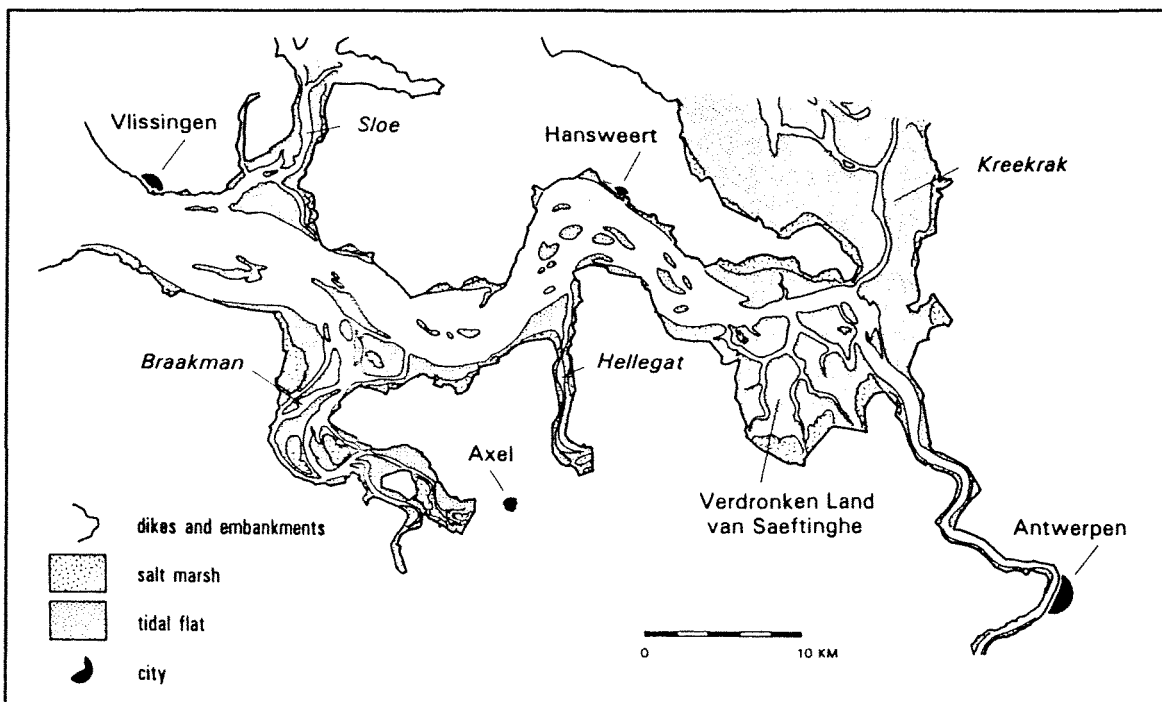 Vlissingen
Sloe
Hansweert
Kreekrak
Braakman
Hellegat
Axel
Verdronken Land
van Saeftinghe
Antwerpen
dikes and embankments
salt marsh
tidal flat
city
0 10 KM